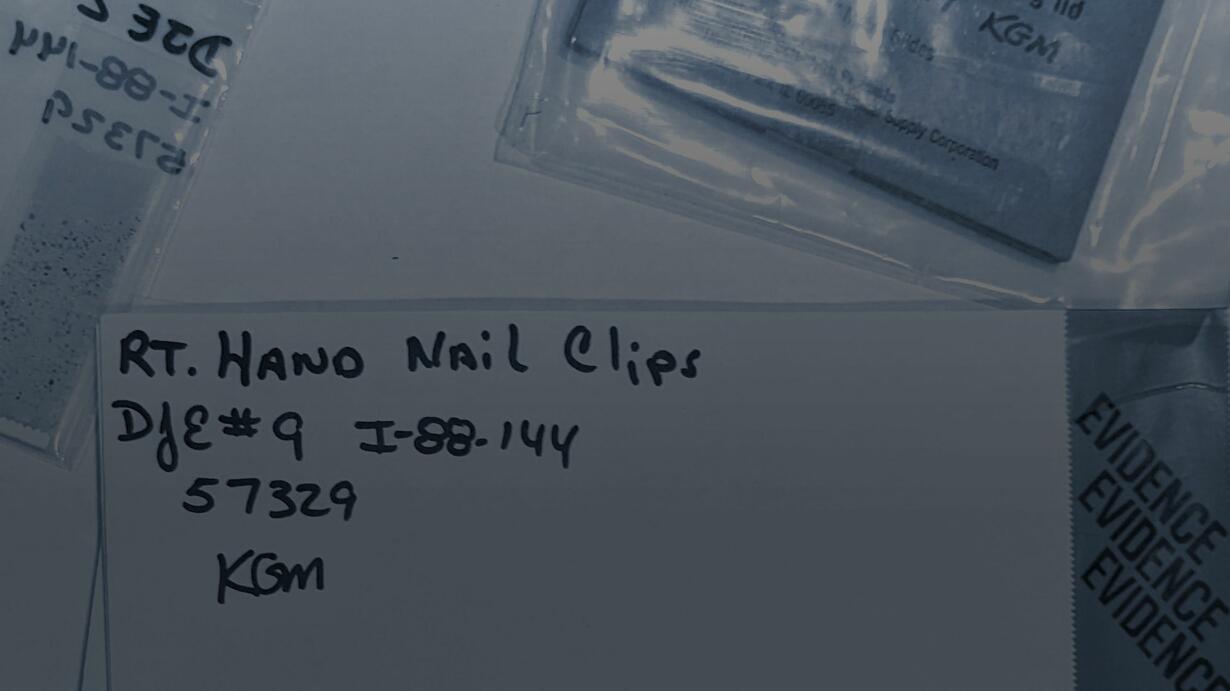 DJE
I-88-144
57329
KGM
Supply Corporation
RT. HAND NAil Clips
DJE #9 I-88-144
57329
KGM
EVIDENCE
EVIDENCE
EVIDENCE